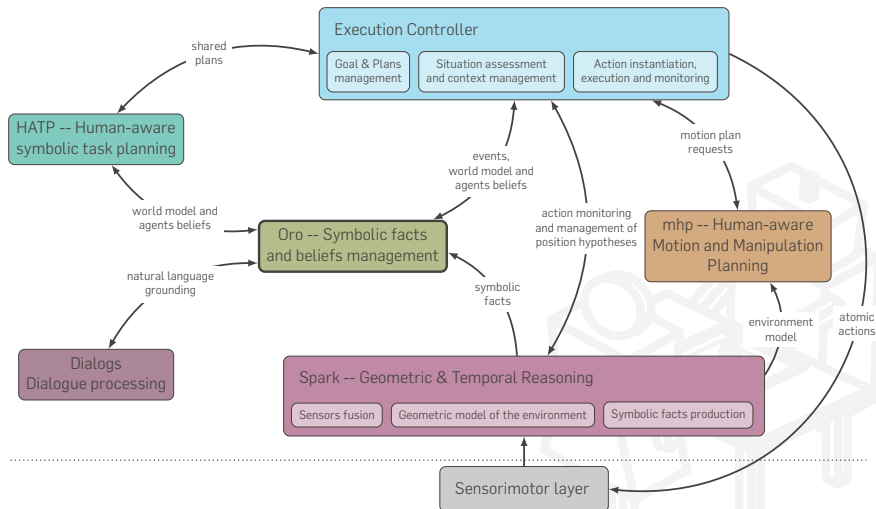 Execution Controller
Goal & Plans
management
Situation assessment
and context management
Action instantiation,
execution and monitoring
shared
plans
HATP -- Human-aware
symbolic task planning
motion plan
requests
events,
world model and
agents beliefs
world model and
agents beliefs
action monitoring
and management of
position hypotheses
Oro -- Symbolic facts
and beliefs management
mhp -- Human-aware
Motion and Manipulation
Planning
natural language
grounding
symbolic
facts
environment
model
atomic
actions
Dialogs
Dialogue processing
Spark -- Geometric & Temporal Reasoning
Sensors fusion
Geometric model of the environment
Symbolic facts production
Sensorimotor layer